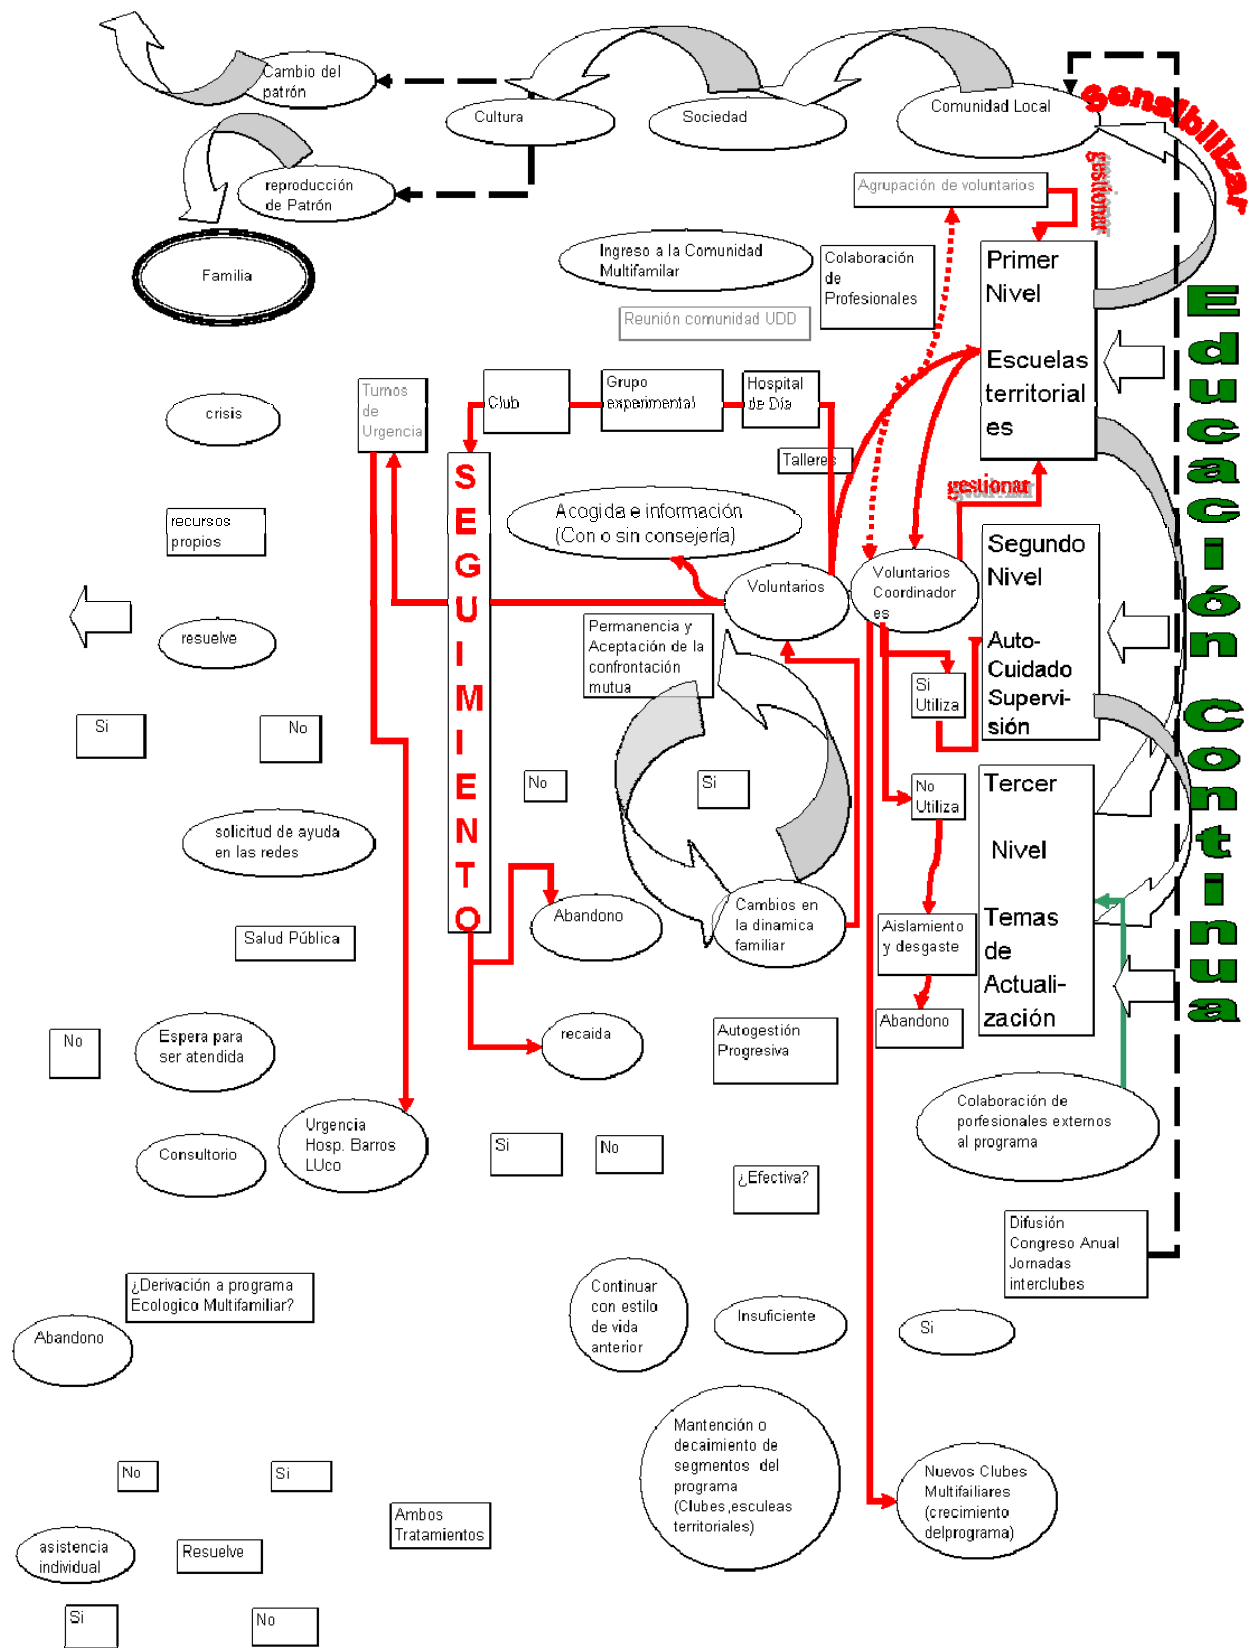 Cambio del
patrón
Cultura
Sociedad
Comunidad Local
Sensibilizar
reproducción
de Patrón
Agrupación de voluntarios
gestionar
Familia
Ingreso a la Comunidad
Multifamilar
Colaboración
de
Profesionales
Primer
Nivel
Escuelas
territorial
es
Reunión comunidad UDD
Educación Continua
crisis
Turnos
de
Urgencia
Club
Grupo
experimental
Hospital
de Día
Talleres
gestionar
SEGUIMIENTO
recursos
propios
Acogida e información
(Con o sin consejería)
Segundo
Nivel
Auto-
Cuidado
Supervi-
sión
Voluntarios
Voluntarios
Coordinador
es
resuelve
Permanencia y
Aceptación de la
confrontación
mutua
Si
Utiliza
Si
No
No
Si
No
Utiliza
Tercer
Nivel
Temas
de
Actuali-
zación
solicitud de ayuda
en las redes
Abandono
Cambios en
la dinamica
familiar
Aislamiento
y desgaste
Salud Pública
No
Espera para
ser atendida
recaida
Autogestión
Progresiva
Abandono
Colaboración de
porfesionales externos
al programa
Consultorio
Urgencia
Hosp. Barros
LUco
Si
No
¿Efectiva?
Difusión
Congreso Anual
Jornadas
interclubes
¿Derivación a programa
Ecologico Multifamiliar?
Abandono
Continuar
con estilo
de vida
anterior
Insuficiente
Si
Mantención o
decaimiento de
segmentos del
programa
(Clubes ,esculeas
territoriales)
Nuevos Clubes
Multifailiares
(crecimiento
delprograma)
No
Si
Ambos
Tratamientos
asistencia
individual
Resuelve
Si
No